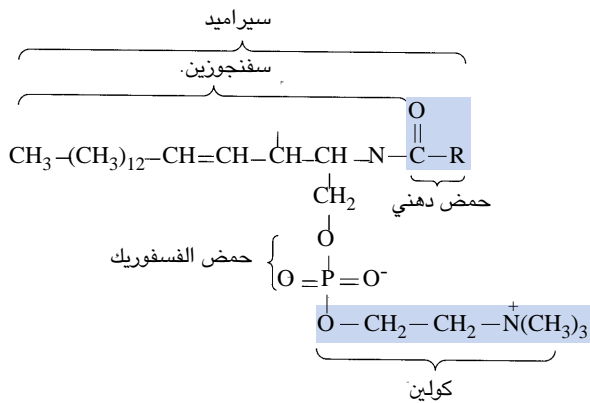 سيراميد
سفنجوزين.
O
CH₃–(CH₃)₁₂–CH=CH–CH–CH–N–C–R
CH₂
حمض دهني
O
حمض الفسفوريك
O=P=O⁻
O–CH₂–CH₂–N⁺(CH₃)₃
كولين